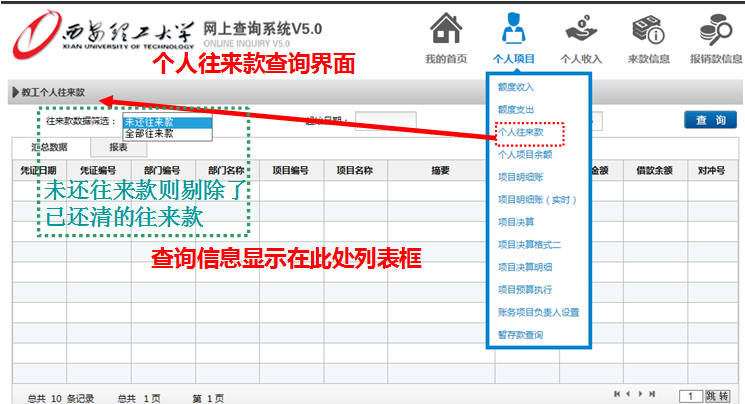 西安理工大学
XI'AN UNIVERSITY OF TECHNOLOGY
网上查询系统V5.0
ONLINE INQUIRY V5.0
我的首页
个人项目
个人收入
来款信息
报销款信息
个人往来款查询界面
教工个人往来款
往来款数据筛选：
未还往来款
全部往来款
起始日期：
查 询
额度收入
额度支出
个人往来款
个人项目余额
项目明细账
项目明细账（实时）
项目决算
项目决算格式二
项目决算明细
项目预算执行
账务项目负责人设置
暂存款查询
汇总数据
报表
凭证日期
凭证编号
部门编号
部门名称
项目编号
项目名称
摘要
金额
借款余额
对冲号
未还往来款则剔除了
已还清的往来款
查询信息显示在此处列表框
总共 10 条记录
总共 1页
第 1页
1
跳 转